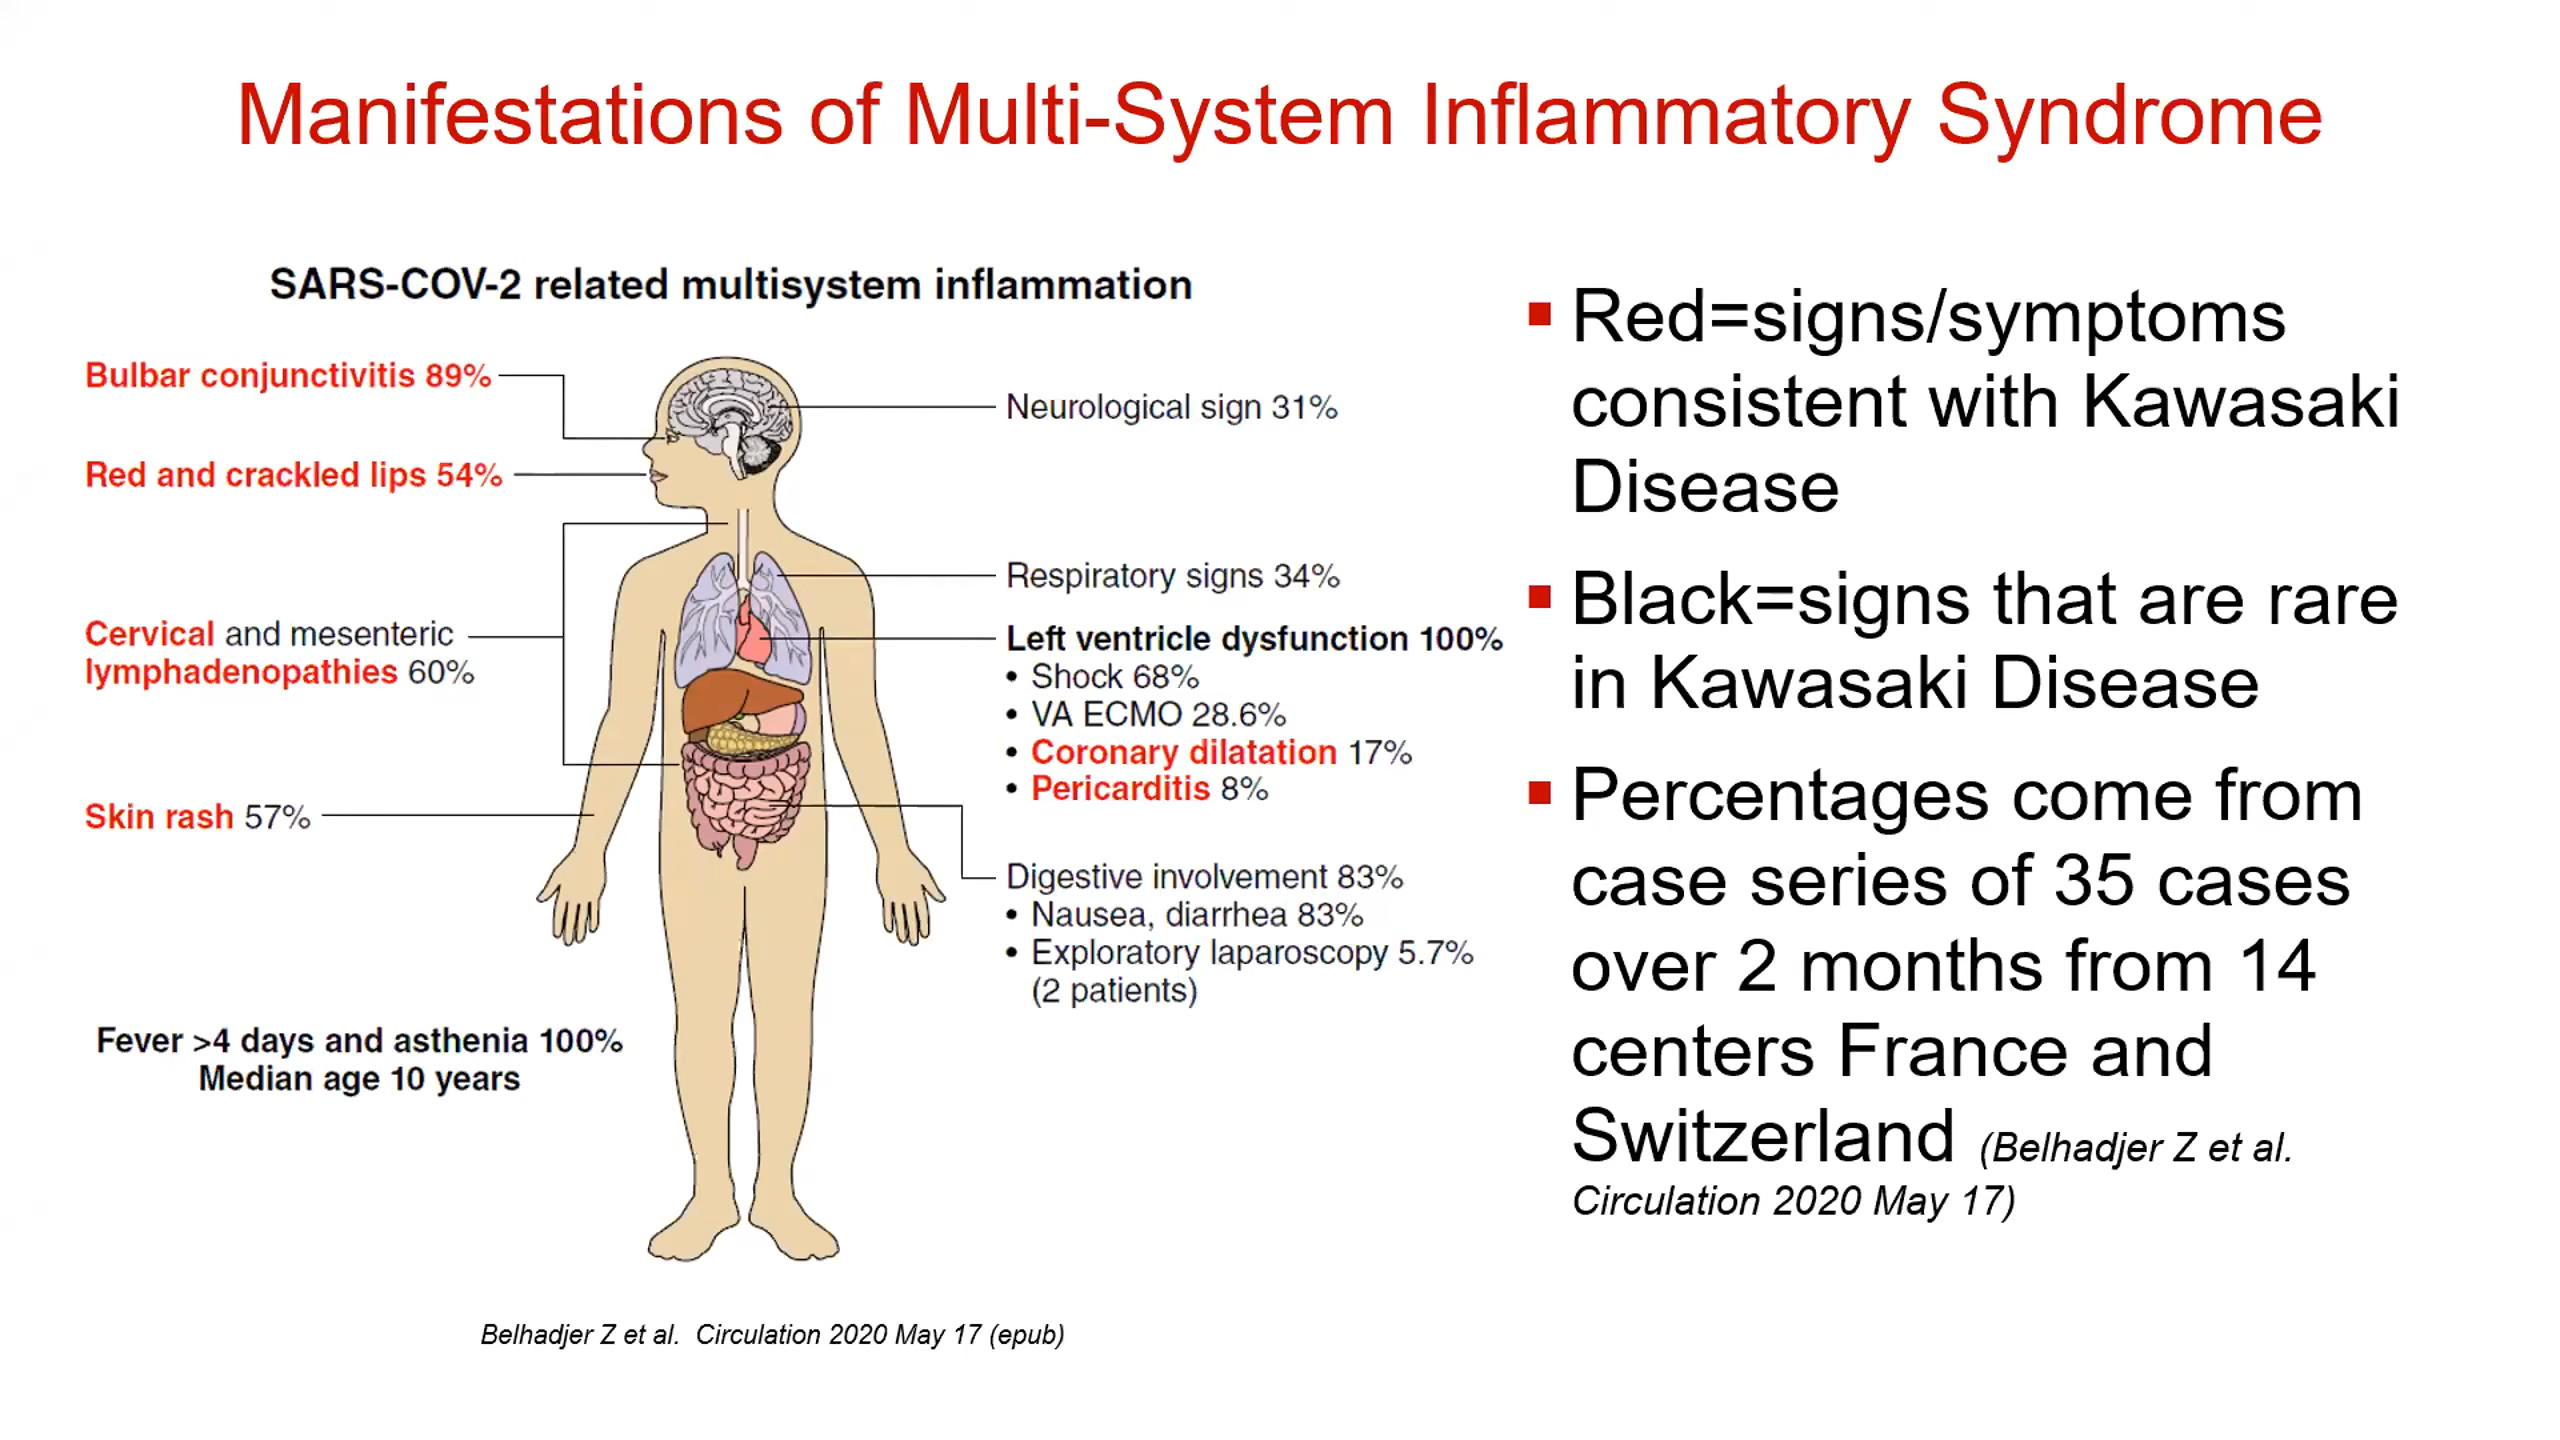 Manifestations of Multi-System Inflammatory Syndrome
SARS-COV-2 related multisystem inflammation
Bulbar conjunctivitis 89%
Red and crackled lips 54%
Cervical and mesenteric
lymphadenopathies 60%
Skin rash 57%
Fever >4 days and asthenia 100%
Median age 10 years
Neurological sign 31%
Respiratory signs 34%
Left ventricle dysfunction 100%
• Shock 68%
• VA ECMO 28.6%
• Coronary dilatation 17%
• Pericarditis 8%
Digestive involvement 83%
• Nausea, diarrhea 83%
• Exploratory laparoscopy 5.7%
(2 patients)
Belhadjer Z et al. Circulation 2020 May 17 (epub)
▪ Red=signs/symptoms
consistent with Kawasaki
Disease
▪ Black=signs that are rare
in Kawasaki Disease
▪ Percentages come from
case series of 35 cases
over 2 months from 14
centers France and
Switzerland (Belhadjer Z et al.
Circulation 2020 May 17)